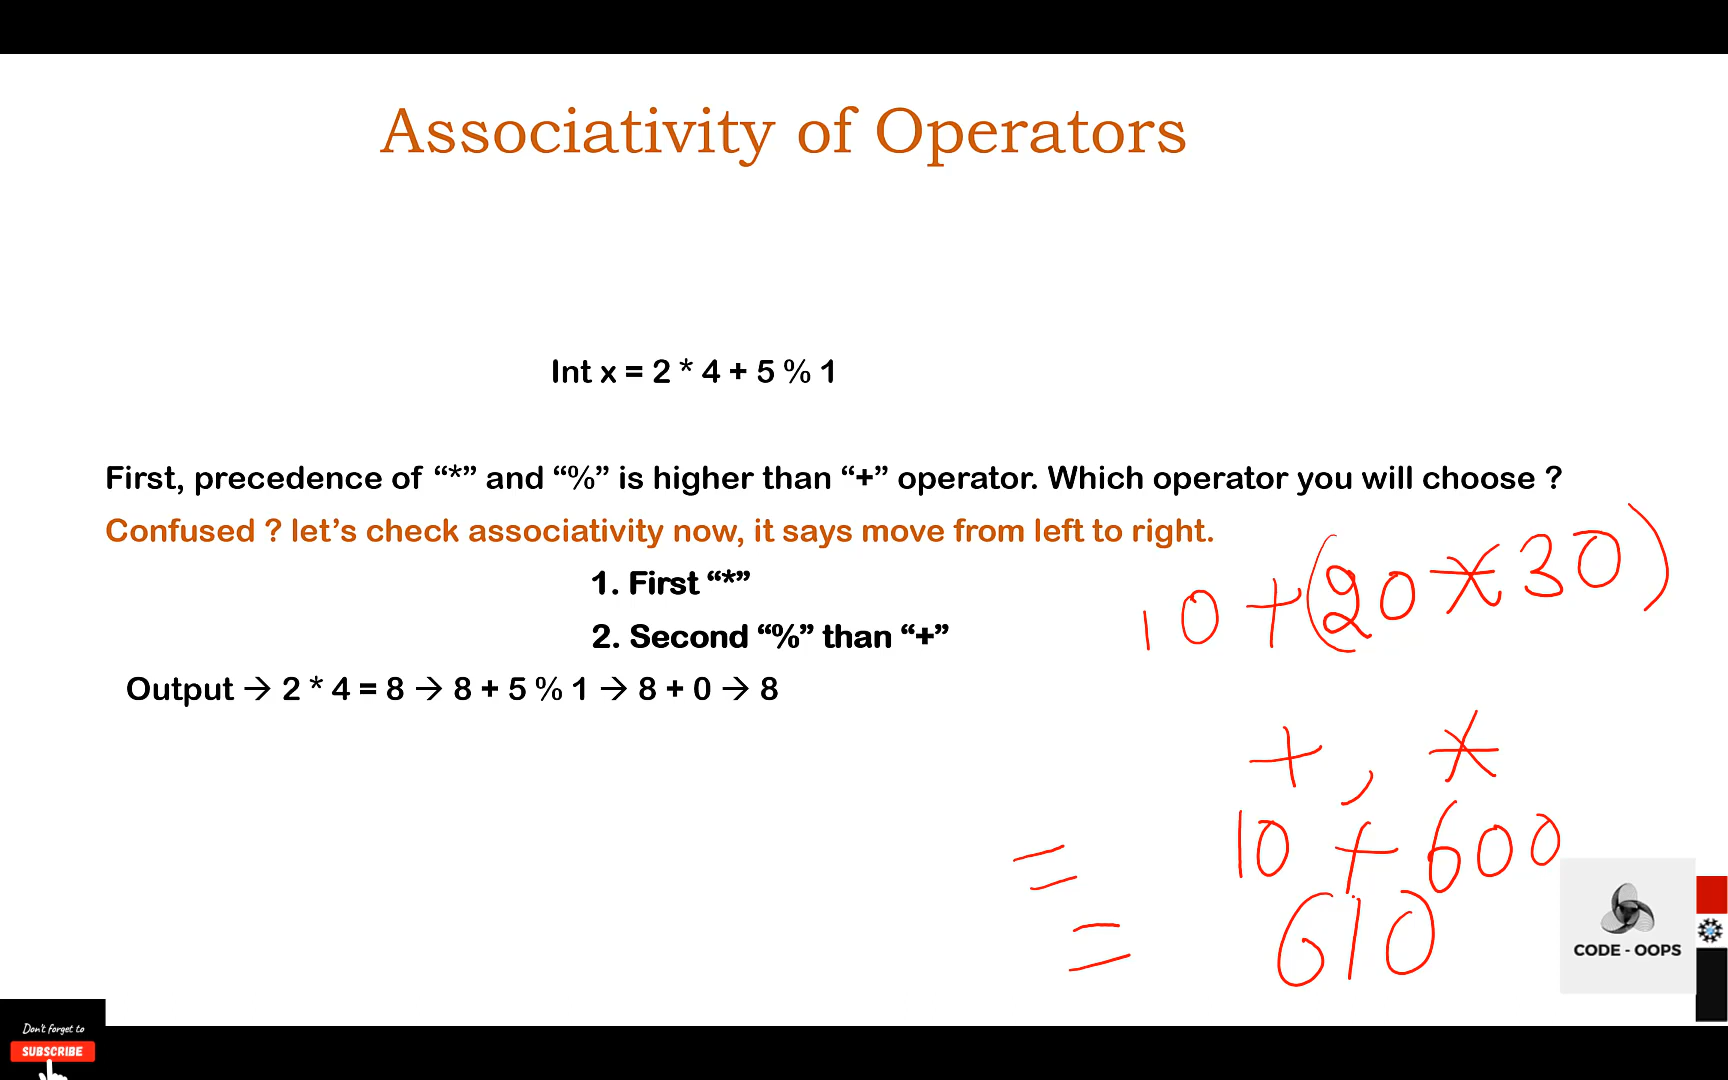 Associativity of Operators
Int x = 2 * 4 + 5 % 1
First, precedence of “*” and “%” is higher than “+” operator. Which operator you will choose ?
Confused ? let’s check associativity now, it says move from left to right.
1. First “*”
2. Second “%” than “+”
Output → 2 * 4 = 8 → 8 + 5 % 1 → 8 + 0 → 8
10 + (20 * 30)
+ , *
= 10 + 600
= 610
CODE - OOPS
Don't forget to
SUBSCRIBE